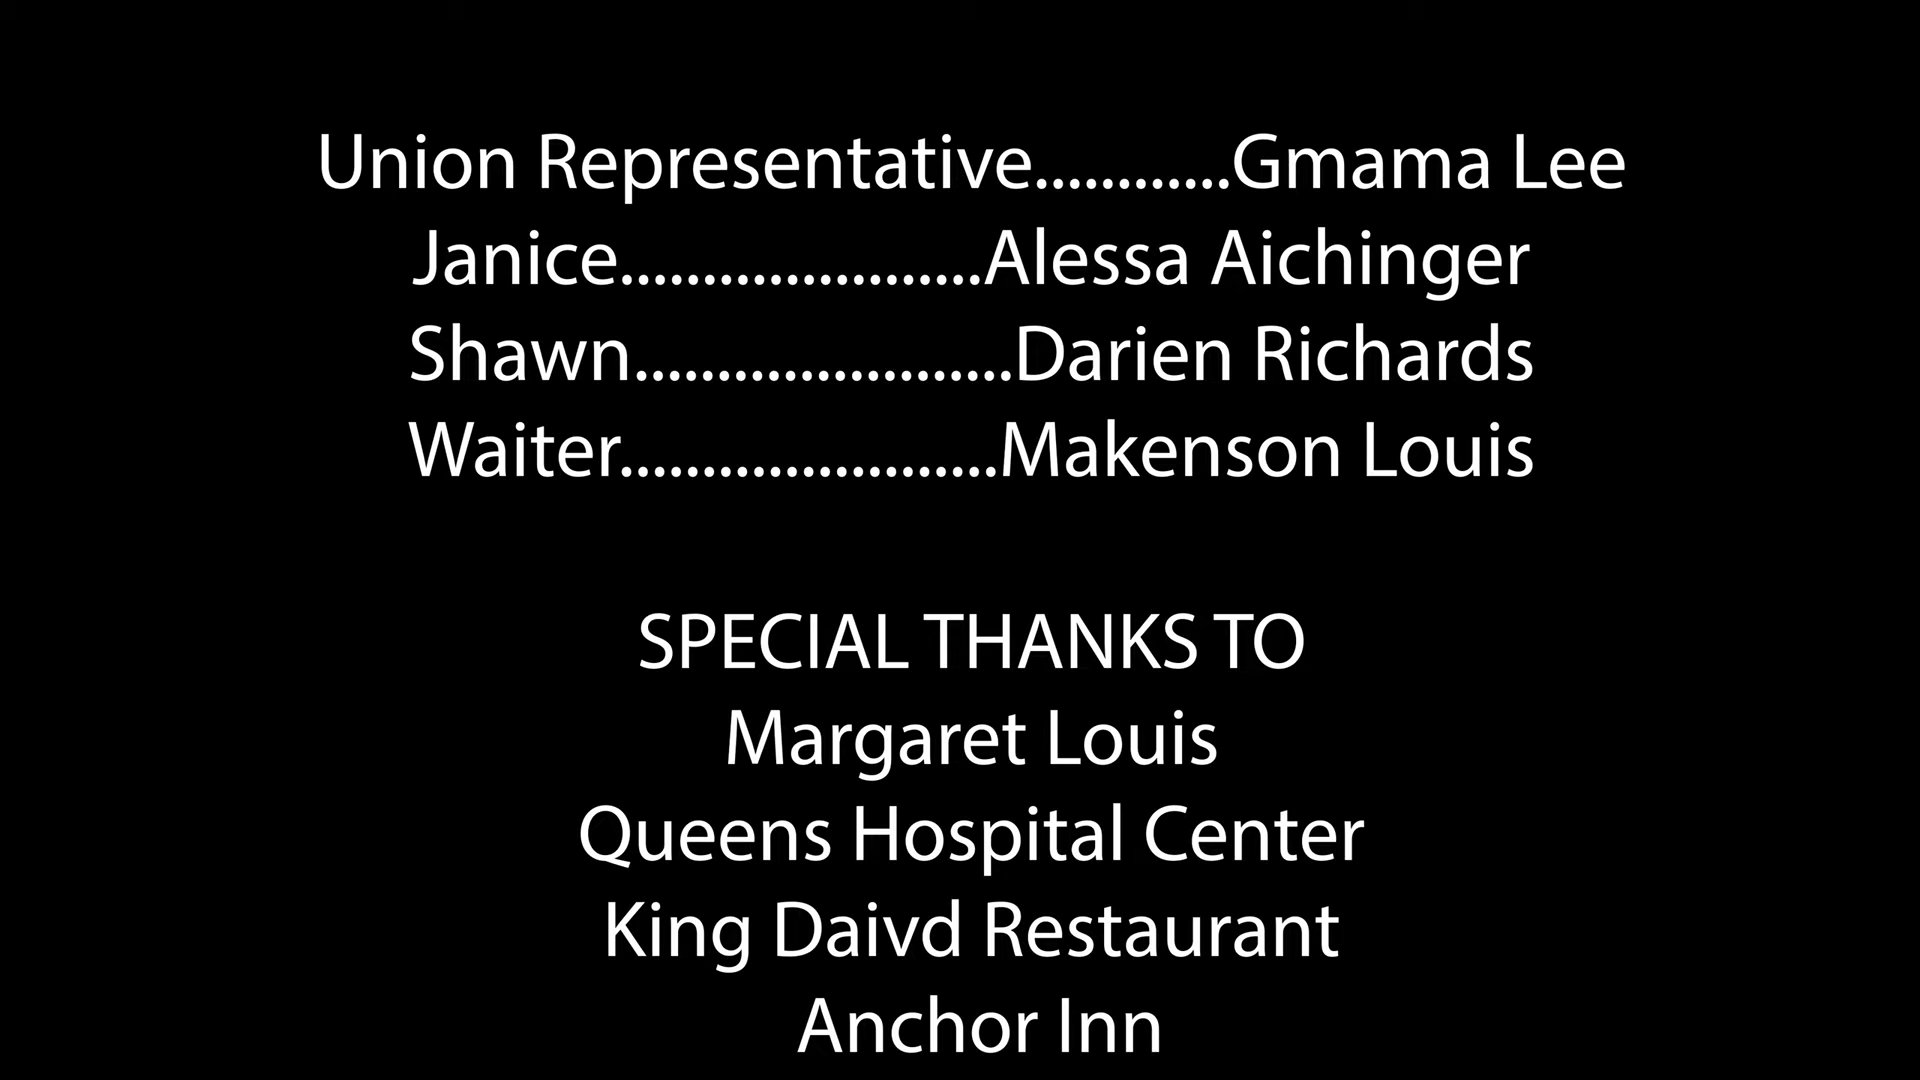 Union Representative............Gmama Lee
Janice......................Alessa Aichinger
Shawn.......................Darien Richards
Waiter.......................Makenson Louis
SPECIAL THANKS TO
Margaret Louis
Queens Hospital Center
King Daivd Restaurant
Anchor Inn